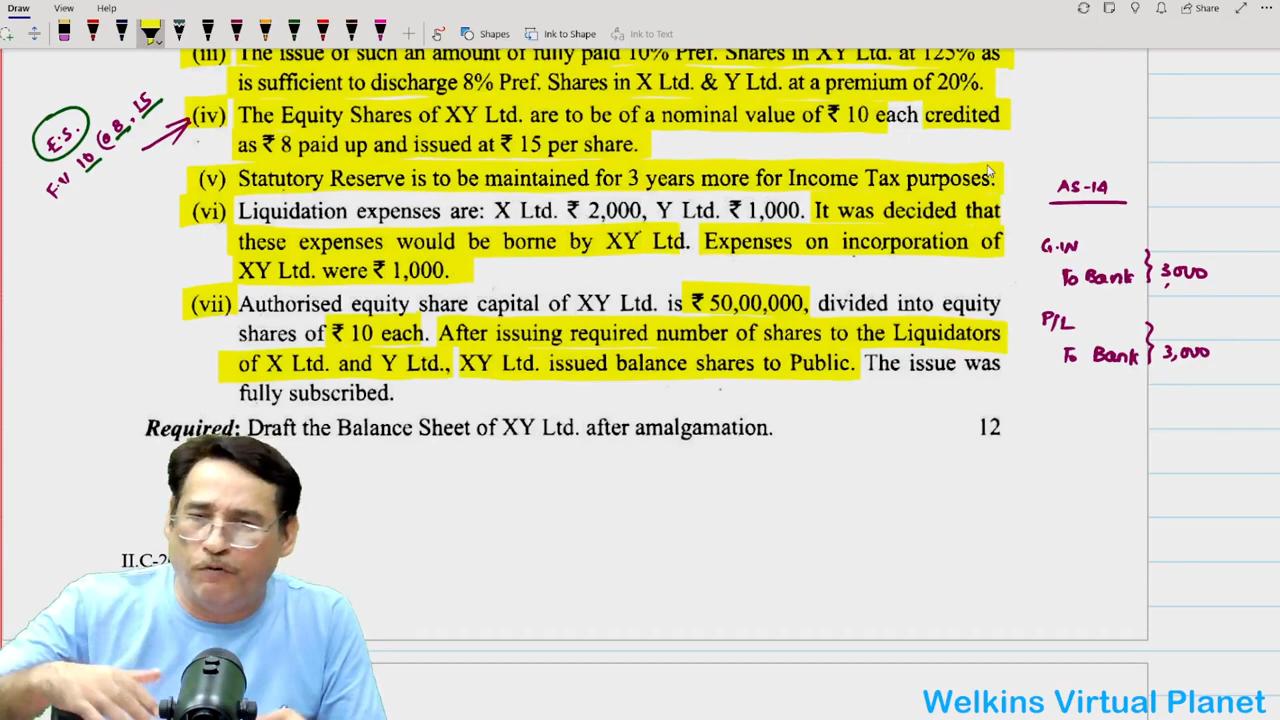 Draw Insert View Help
Share
Shapes Ink to Shape Ink to Text
(iii) The issue of such an amount of fully paid 10% Pref. Shares in XY Ltd. at 125% as
is sufficient to discharge 8% Pref. Shares in X Ltd. & Y Ltd. at a premium of 20%.
E.S.
F.V 10 @ 8, 15
(iv) The Equity Shares of XY Ltd. are to be of a nominal value of ₹ 10 each credited
as ₹ 8 paid up and issued at ₹ 15 per share.
(v) Statutory Reserve is to be maintained for 3 years more for Income Tax purposes.
(vi) Liquidation expenses are: X Ltd. ₹ 2,000, Y Ltd. ₹ 1,000. It was decided that
these expenses would be borne by XY Ltd. Expenses on incorporation of
XY Ltd. were ₹ 1,000.
(vii) Authorised equity share capital of XY Ltd. is ₹ 50,00,000, divided into equity
shares of ₹ 10 each. After issuing required number of shares to the Liquidators
of X Ltd. and Y Ltd., XY Ltd. issued balance shares to Public. The issue was
fully subscribed.
Required: Draft the Balance Sheet of XY Ltd. after amalgamation. 12
AS-14
G.W
To Bank } 3,000
P/L
To Bank } 3,000
II.C-2
Welkins Virtual Planet